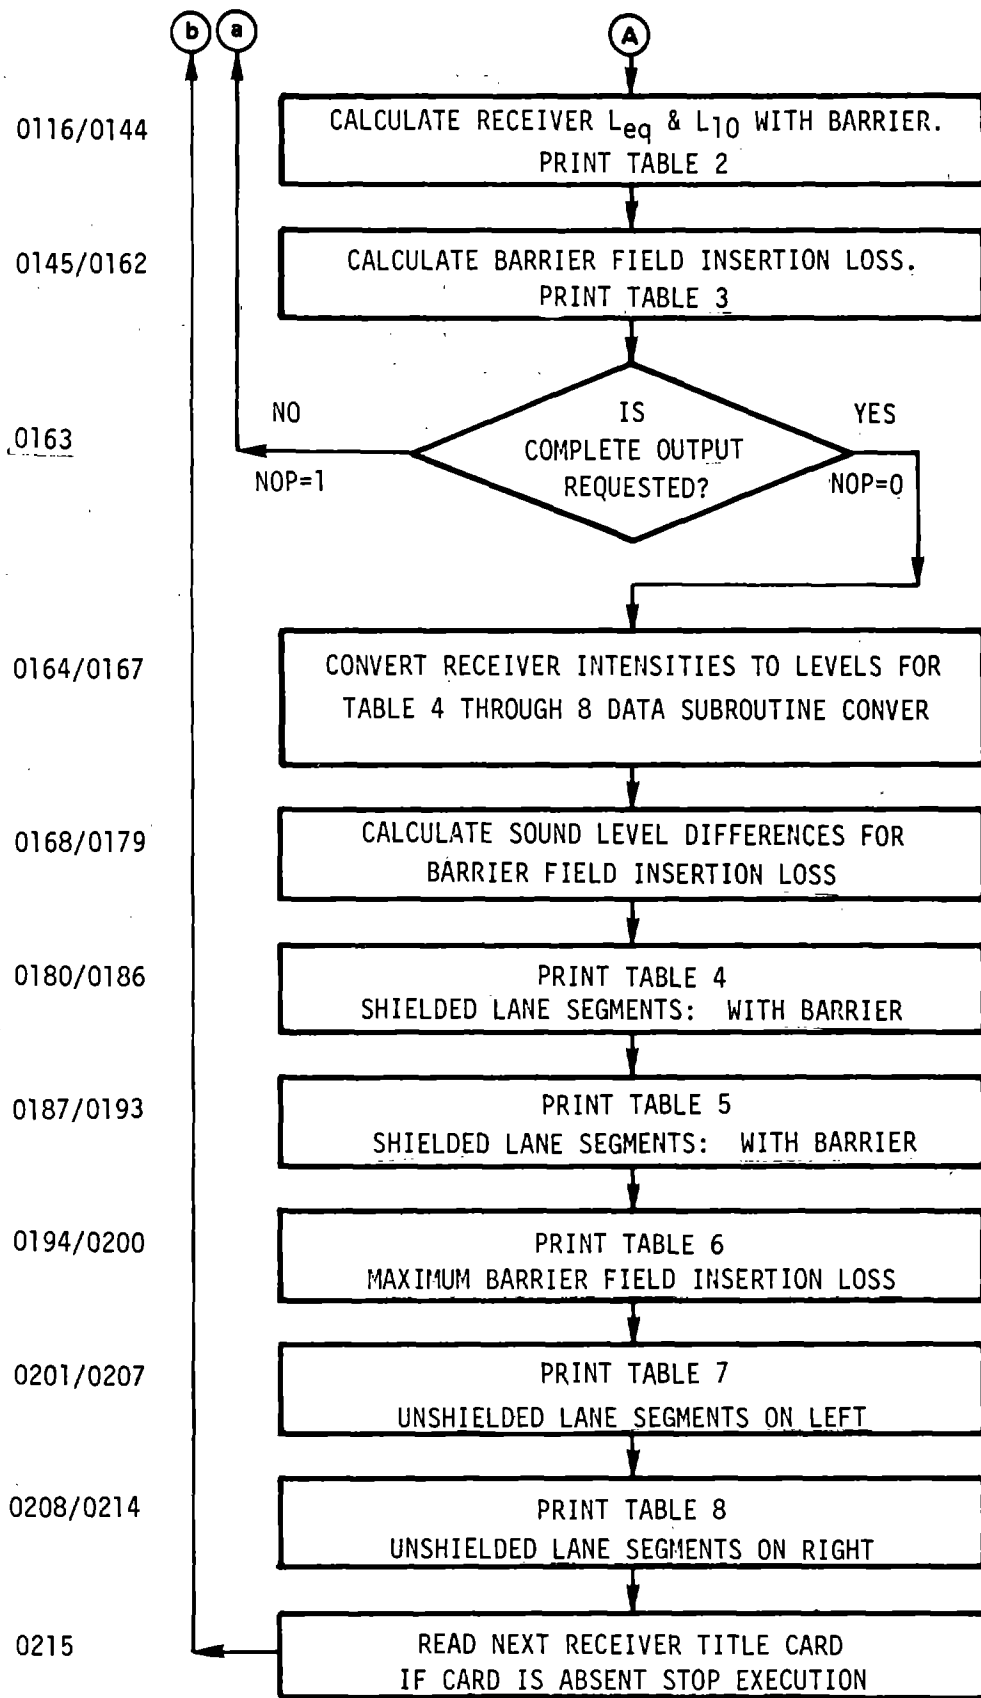 b a A
0116/0144
CALCULATE RECEIVER Leq & L10 WITH BARRIER.
PRINT TABLE 2
0145/0162
CALCULATE BARRIER FIELD INSERTION LOSS.
PRINT TABLE 3
0163
NO
NOP=1
IS
COMPLETE OUTPUT
REQUESTED?
YES
NOP=0
0164/0167
CONVERT RECEIVER INTENSITIES TO LEVELS FOR
TABLE 4 THROUGH 8 DATA SUBROUTINE CONVER
0168/0179
CALCULATE SOUND LEVEL DIFFERENCES FOR
BARRIER FIELD INSERTION LOSS
0180/0186
PRINT TABLE 4
SHIELDED LANE SEGMENTS: WITH BARRIER
0187/0193
PRINT TABLE 5
SHIELDED LANE SEGMENTS: WITH BARRIER
0194/0200
PRINT TABLE 6
MAXIMUM BARRIER FIELD INSERTION LOSS
0201/0207
PRINT TABLE 7
UNSHIELDED LANE SEGMENTS ON LEFT
0208/0214
PRINT TABLE 8
UNSHIELDED LANE SEGMENTS ON RIGHT
0215
READ NEXT RECEIVER TITLE CARD
IF CARD IS ABSENT STOP EXECUTION